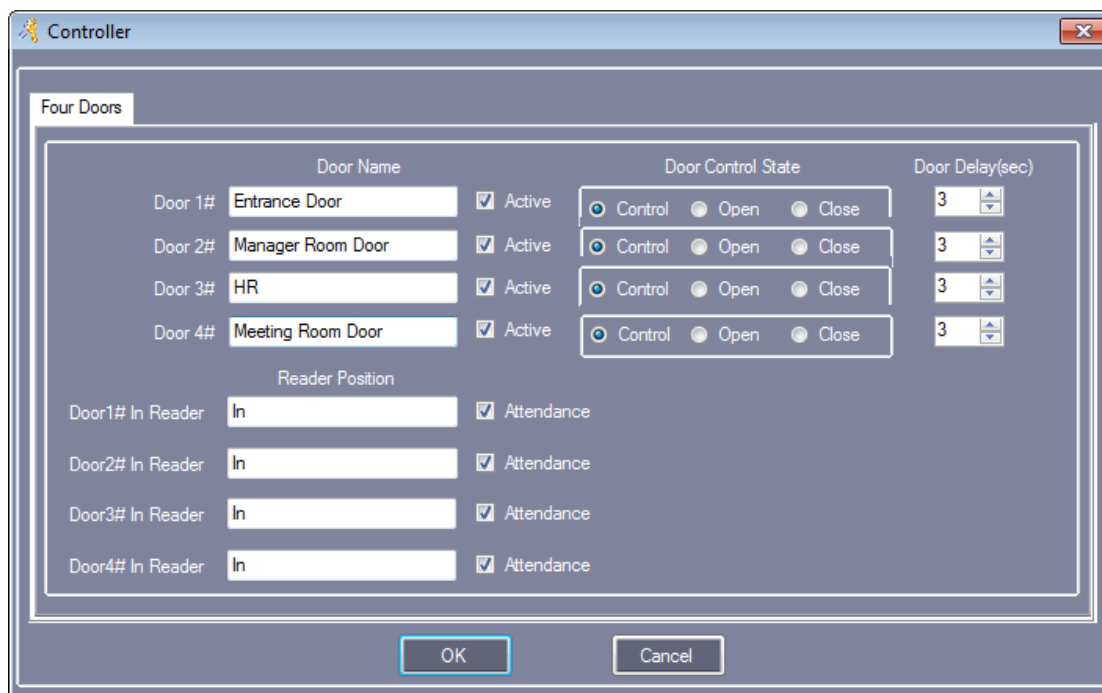 Controller
Four Doors
Door Name Door Control State Door Delay(sec)
Door 1# Entrance Door Active Control Open Close 3
Door 2# Manager Room Door Active Control Open Close 3
Door 3# HR Active Control Open Close 3
Door 4# Meeting Room Door Active Control Open Close 3
Reader Position
Door1# In Reader In Attendance
Door2# In Reader In Attendance
Door3# In Reader In Attendance
Door4# In Reader In Attendance
OK Cancel